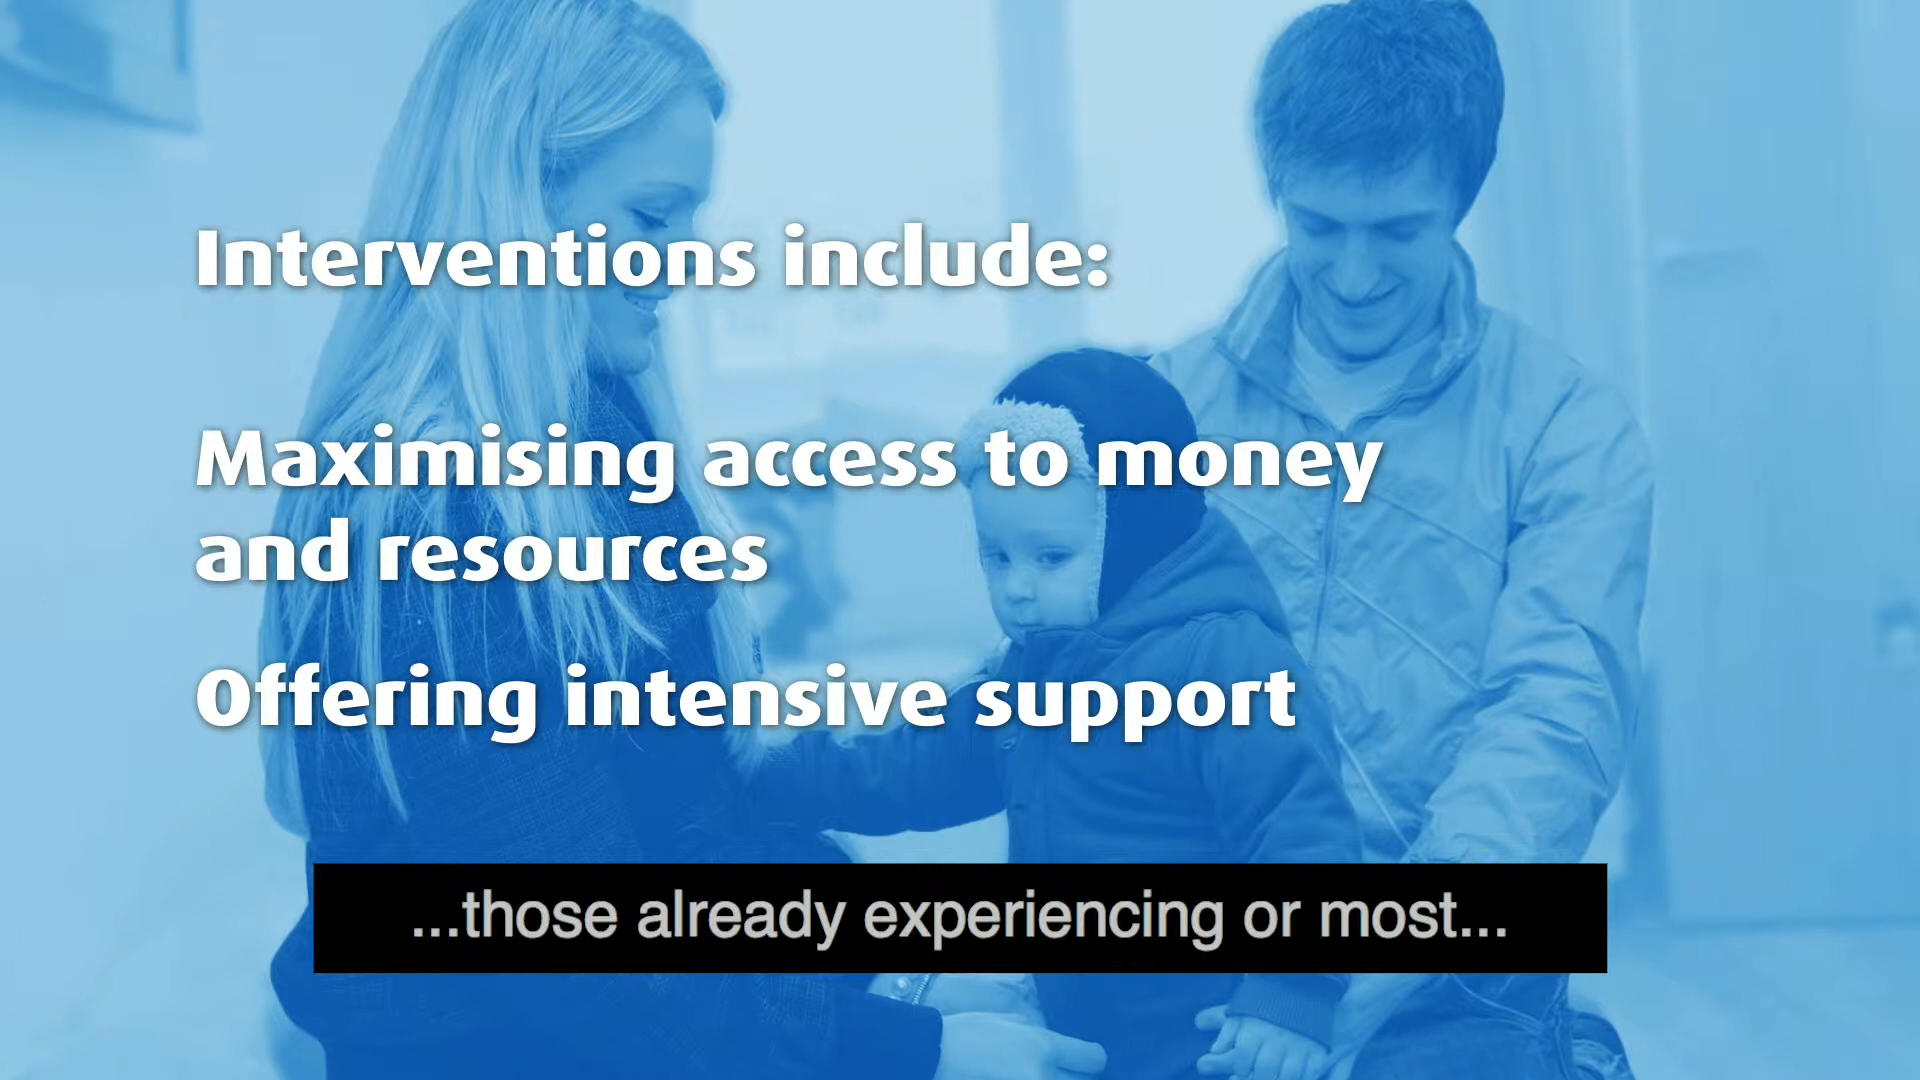 Interventions include:
Maximising access to money
and resources
Offering intensive support
...those already experiencing or most...